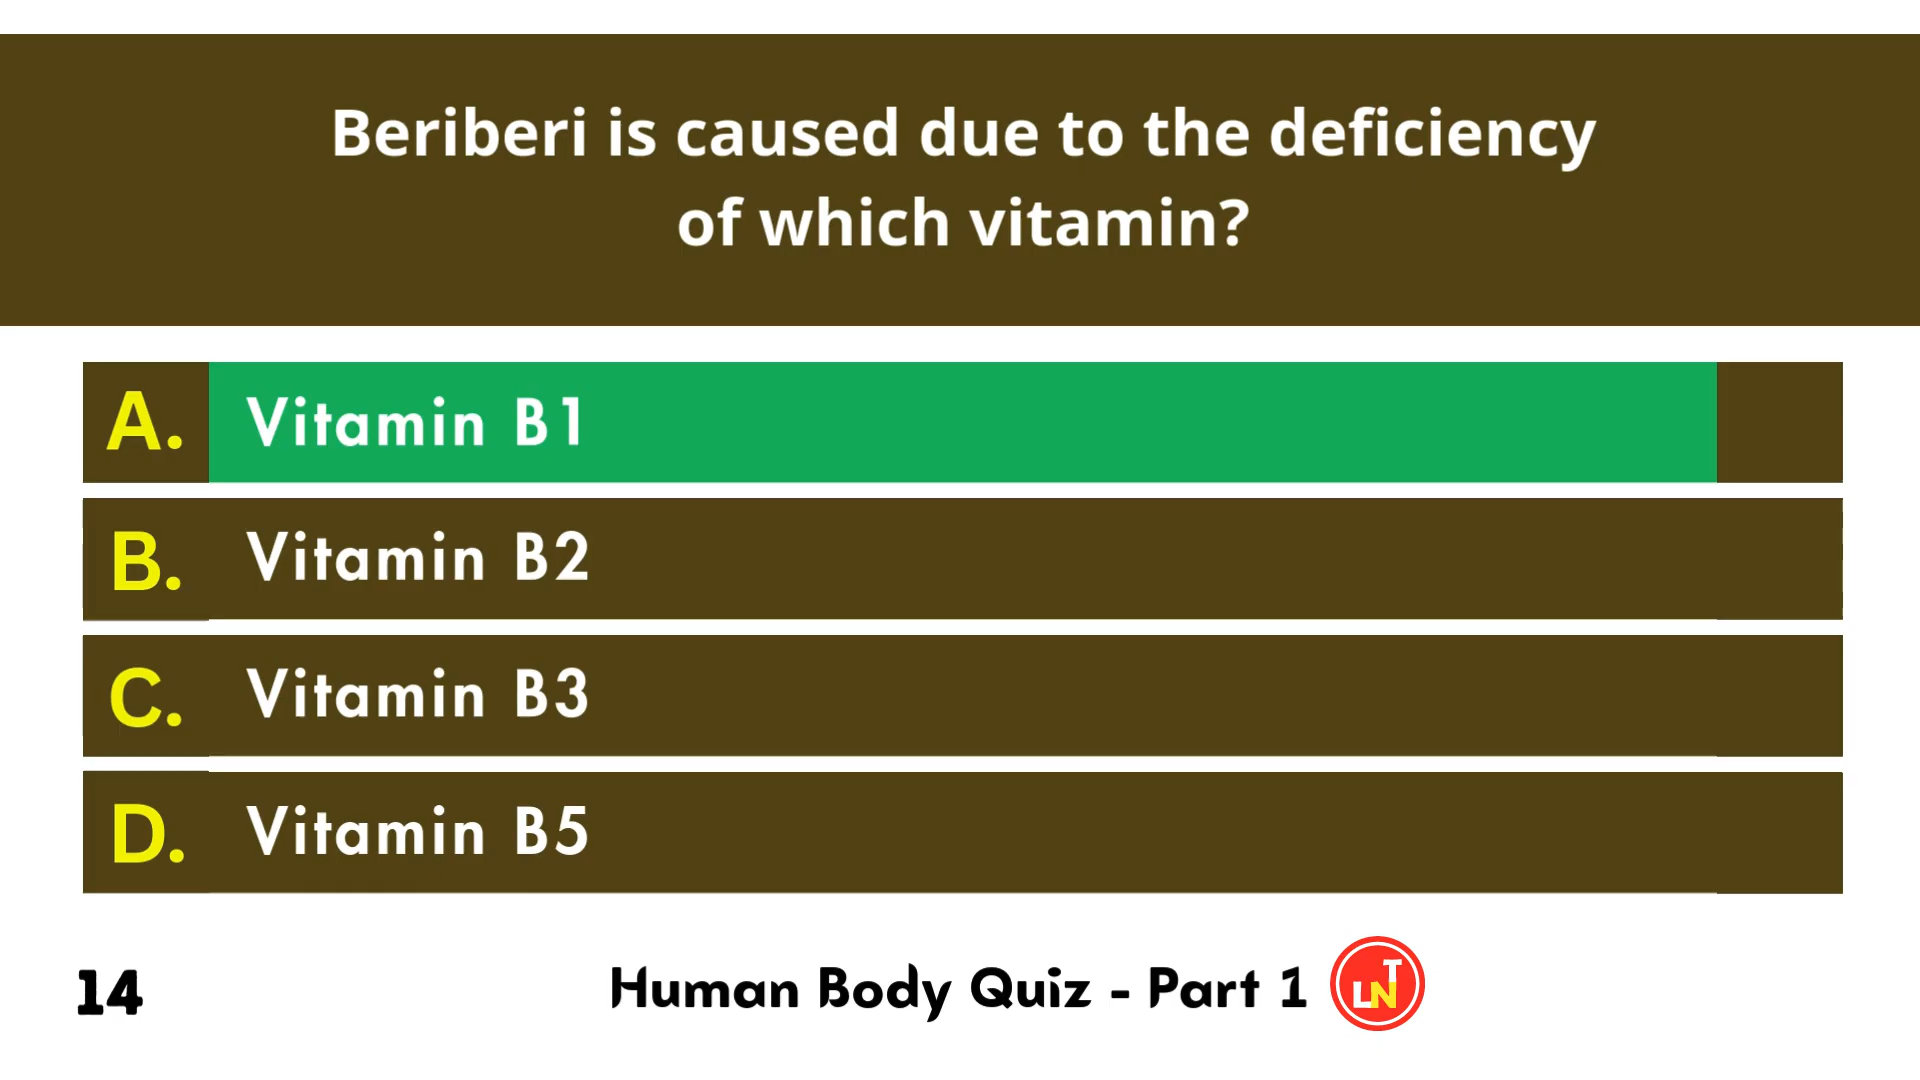 Beriberi is caused due to the deficiency
of which vitamin?
A. Vitamin B1
B. Vitamin B2
C. Vitamin B3
D. Vitamin B5
14
Human Body Quiz - Part 1
LNT